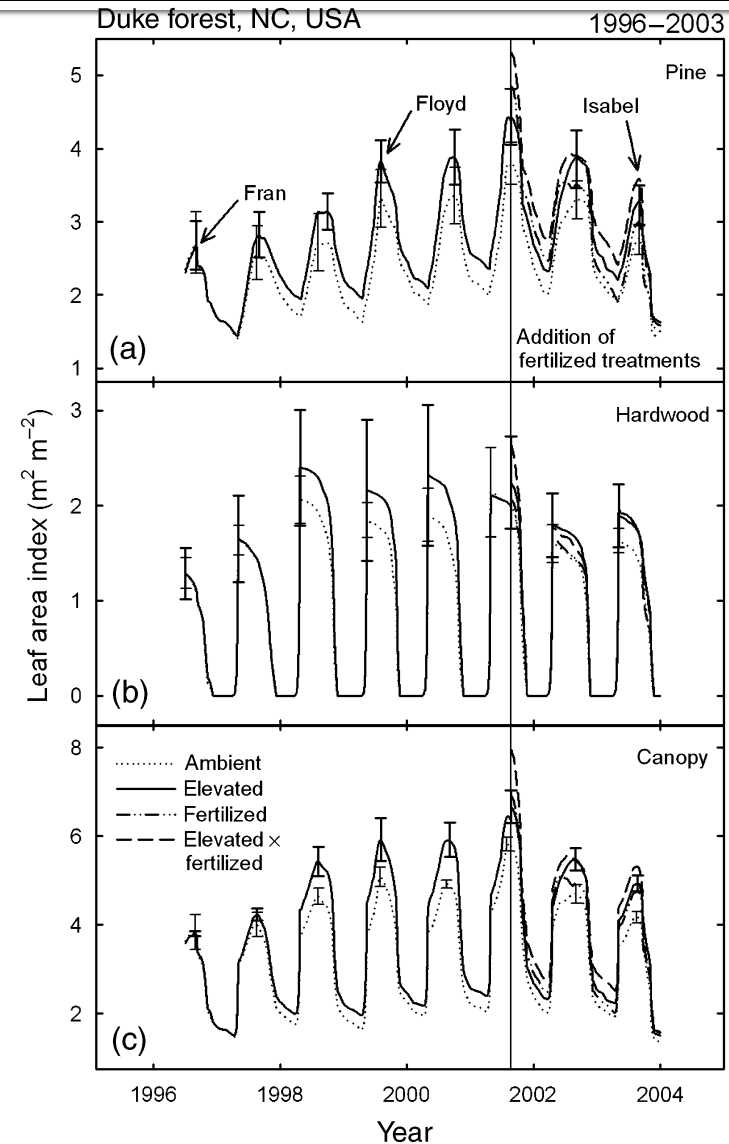 Duke forest, NC, USA
1996–2003
5
4
3
2
1
Pine
Fran
Floyd
Isabel
Addition of
fertilized treatments
(a)
3
2
1
0
Hardwood
(b)
Leaf area index (m² m⁻²)
8
6
4
2
Canopy
Ambient
Elevated
Fertilized
Elevated ×
fertilized
(c)
1996
1998
2000
2002
2004
Year